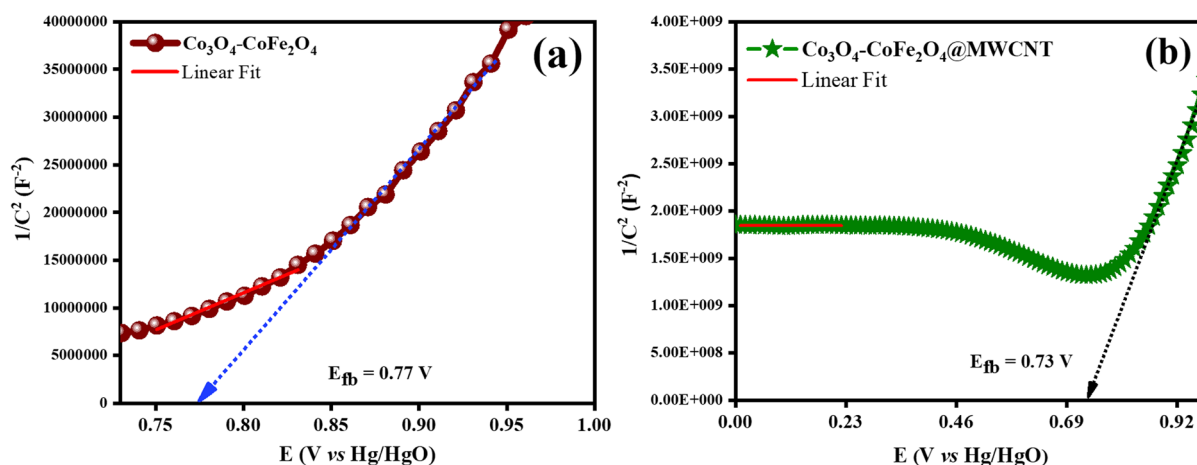 40000000
35000000
30000000
25000000
20000000
15000000
10000000
5000000
0
1/C² (F⁻²)
Co₃O₄-CoFe₂O₄
Linear Fit
(a)
E_fb = 0.77 V
0.75 0.80 0.85 0.90 0.95 1.00
E (V vs Hg/HgO)
4.00E+009
3.50E+009
3.00E+009
2.50E+009
2.00E+009
1.50E+009
1.00E+009
5.00E+008
0.00E+000
1/C² (F⁻²)
Co₃O₄-CoFe₂O₄@MWCNT
Linear Fit
(b)
E_fb = 0.73 V
0.00 0.23 0.46 0.69 0.92
E (V vs Hg/HgO)